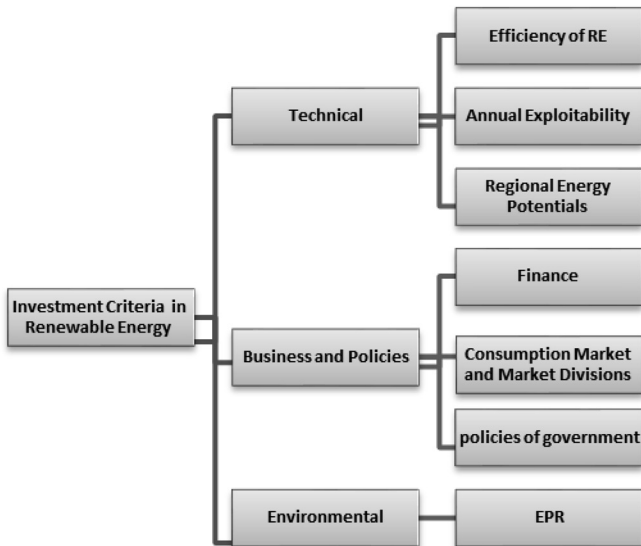 Investment Criteria in
Renewable Energy
Technical
Efficiency of RE
Annual Exploitability
Regional Energy
Potentials
Business and Policies
Finance
Consumption Market
and Market Divisions
policies of government
Environmental
EPR